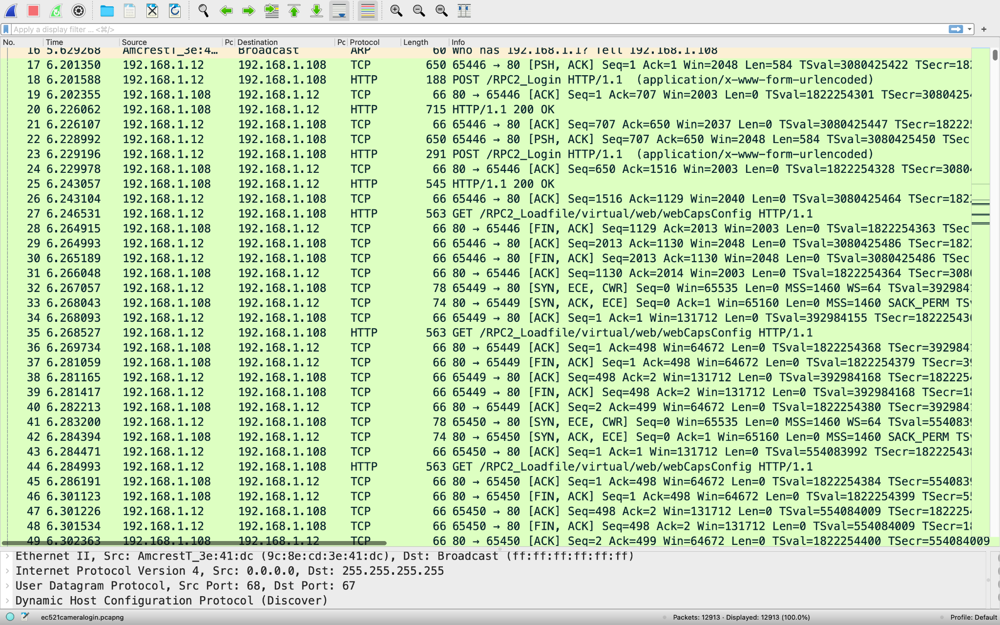 Apply a display filter ... <⌘/>
No. Time Source Pc Destination Pc Protocol Length Info
16 5.629268 AmcrestT_3e:4… Broadcast ARP 60 Who has 192.168.1.1? Tell 192.168.1.108
17 6.201350 192.168.1.12 192.168.1.108 TCP 650 65446 → 80 [PSH, ACK] Seq=1 Ack=1 Win=2048 Len=584 TSval=3080425422 TSecr=182
18 6.201588 192.168.1.12 192.168.1.108 HTTP 188 POST /RPC2_Login HTTP/1.1 (application/x-www-form-urlencoded)
19 6.202355 192.168.1.108 192.168.1.12 TCP 66 80 → 65446 [ACK] Seq=1 Ack=707 Win=2003 Len=0 TSval=1822254301 TSecr=3080425
20 6.226062 192.168.1.108 192.168.1.12 HTTP 715 HTTP/1.1 200 OK
21 6.226107 192.168.1.12 192.168.1.108 TCP 66 65446 → 80 [ACK] Seq=707 Ack=650 Win=2037 Len=0 TSval=3080425447 TSecr=18222
22 6.228992 192.168.1.12 192.168.1.108 TCP 650 65446 → 80 [PSH, ACK] Seq=707 Ack=650 Win=2048 Len=584 TSval=3080425450 TSec
23 6.229196 192.168.1.12 192.168.1.108 HTTP 291 POST /RPC2_Login HTTP/1.1 (application/x-www-form-urlencoded)
24 6.229978 192.168.1.108 192.168.1.12 TCP 66 80 → 65446 [ACK] Seq=650 Ack=1516 Win=2003 Len=0 TSval=1822254328 TSecr=3080
25 6.243057 192.168.1.108 192.168.1.12 HTTP 545 HTTP/1.1 200 OK
26 6.243104 192.168.1.12 192.168.1.108 TCP 66 65446 → 80 [ACK] Seq=1516 Ack=1129 Win=2040 Len=0 TSval=3080425464 TSecr=182
27 6.246531 192.168.1.12 192.168.1.108 HTTP 563 GET /RPC2_Loadfile/virtual/web/webCapsConfig HTTP/1.1
28 6.264915 192.168.1.108 192.168.1.12 TCP 66 80 → 65446 [FIN, ACK] Seq=1129 Ack=2013 Win=2003 Len=0 TSval=1822254363 TSec
29 6.264993 192.168.1.12 192.168.1.108 TCP 66 65446 → 80 [ACK] Seq=2013 Ack=1130 Win=2048 Len=0 TSval=3080425486 TSecr=182
30 6.265189 192.168.1.12 192.168.1.108 TCP 66 65446 → 80 [FIN, ACK] Seq=2013 Ack=1130 Win=2048 Len=0 TSval=3080425486 TSec
31 6.266048 192.168.1.108 192.168.1.12 TCP 66 80 → 65446 [ACK] Seq=1130 Ack=2014 Win=2003 Len=0 TSval=1822254364 TSecr=308
32 6.267057 192.168.1.12 192.168.1.108 TCP 78 65449 → 80 [SYN, ECE, CWR] Seq=0 Win=65535 Len=0 MSS=1460 WS=64 TSval=392984
33 6.268043 192.168.1.108 192.168.1.12 TCP 74 80 → 65449 [SYN, ACK, ECE] Seq=0 Ack=1 Win=65160 Len=0 MSS=1460 SACK_PERM TS
34 6.268093 192.168.1.12 192.168.1.108 TCP 66 65449 → 80 [ACK] Seq=1 Ack=1 Win=131712 Len=0 TSval=392984155 TSecr=18222543
35 6.268527 192.168.1.12 192.168.1.108 HTTP 563 GET /RPC2_Loadfile/virtual/web/webCapsConfig HTTP/1.1
36 6.269734 192.168.1.108 192.168.1.12 TCP 66 80 → 65449 [ACK] Seq=1 Ack=498 Win=64672 Len=0 TSval=1822254368 TSecr=392984
37 6.281059 192.168.1.108 192.168.1.12 TCP 66 80 → 65449 [FIN, ACK] Seq=1 Ack=498 Win=64672 Len=0 TSval=1822254379 TSecr=39
38 6.281165 192.168.1.12 192.168.1.108 TCP 66 65449 → 80 [ACK] Seq=498 Ack=2 Win=131712 Len=0 TSval=392984168 TSecr=182225
39 6.281417 192.168.1.12 192.168.1.108 TCP 66 65449 → 80 [FIN, ACK] Seq=498 Ack=2 Win=131712 Len=0 TSval=392984168 TSecr=18
40 6.282213 192.168.1.108 192.168.1.12 TCP 66 80 → 65449 [ACK] Seq=2 Ack=499 Win=64672 Len=0 TSval=1822254380 TSecr=392984
41 6.283200 192.168.1.12 192.168.1.108 TCP 78 65450 → 80 [SYN, ECE, CWR] Seq=0 Win=65535 Len=0 MSS=1460 WS=64 TSval=554083
42 6.284394 192.168.1.108 192.168.1.12 TCP 74 80 → 65450 [SYN, ACK, ECE] Seq=0 Ack=1 Win=65160 Len=0 MSS=1460 SACK_PERM TS
43 6.284471 192.168.1.12 192.168.1.108 TCP 66 65450 → 80 [ACK] Seq=1 Ack=1 Win=131712 Len=0 TSval=554083992 TSecr=18222543
44 6.284993 192.168.1.12 192.168.1.108 HTTP 563 GET /RPC2_Loadfile/virtual/web/webCapsConfig HTTP/1.1
45 6.286191 192.168.1.108 192.168.1.12 TCP 66 80 → 65450 [ACK] Seq=1 Ack=498 Win=64672 Len=0 TSval=1822254384 TSecr=554083
46 6.301123 192.168.1.108 192.168.1.12 TCP 66 80 → 65450 [FIN, ACK] Seq=1 Ack=498 Win=64672 Len=0 TSval=1822254399 TSecr=55
47 6.301226 192.168.1.12 192.168.1.108 TCP 66 65450 → 80 [ACK] Seq=498 Ack=2 Win=131712 Len=0 TSval=554084009 TSecr=182225
48 6.301534 192.168.1.12 192.168.1.108 TCP 66 65450 → 80 [FIN, ACK] Seq=498 Ack=2 Win=131712 Len=0 TSval=554084009 TSecr=18
49 6.302363 192.168.1.108 192.168.1.12 TCP 66 80 → 65450 [ACK] Seq=2 Ack=499 Win=64672 Len=0 TSval=1822254400 TSecr=554084009
Ethernet II, Src: AmcrestT_3e:41:dc (9c:8e:cd:3e:41:dc), Dst: Broadcast (ff:ff:ff:ff:ff:ff)
Internet Protocol Version 4, Src: 0.0.0.0, Dst: 255.255.255.255
User Datagram Protocol, Src Port: 68, Dst Port: 67
Dynamic Host Configuration Protocol (Discover)
ec521cameralogin.pcapng Packets: 12913 · Displayed: 12913 (100.0%) Profile: Default